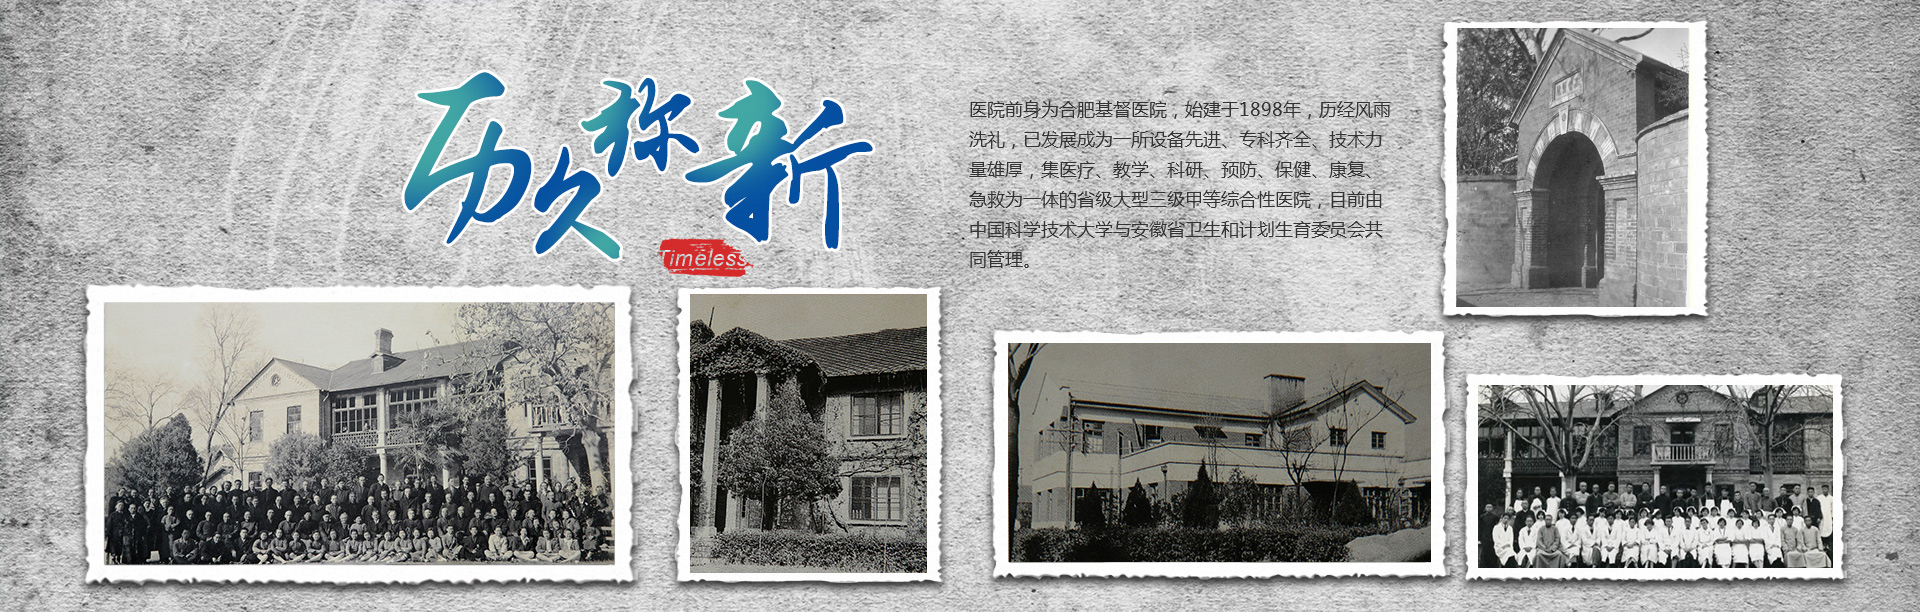 历久祢新
Timeless
医院前身为合肥基督医院，始建于1898年，历经风雨
洗礼，已发展成为一所设备先进、专科齐全、技术力
量雄厚，集医疗、教学、科研、预防、保健、康复、
急救为一体的省级大型三级甲等综合性医院，目前由
中国科学技术大学与安徽省卫生和计划生育委员会共
同管理。